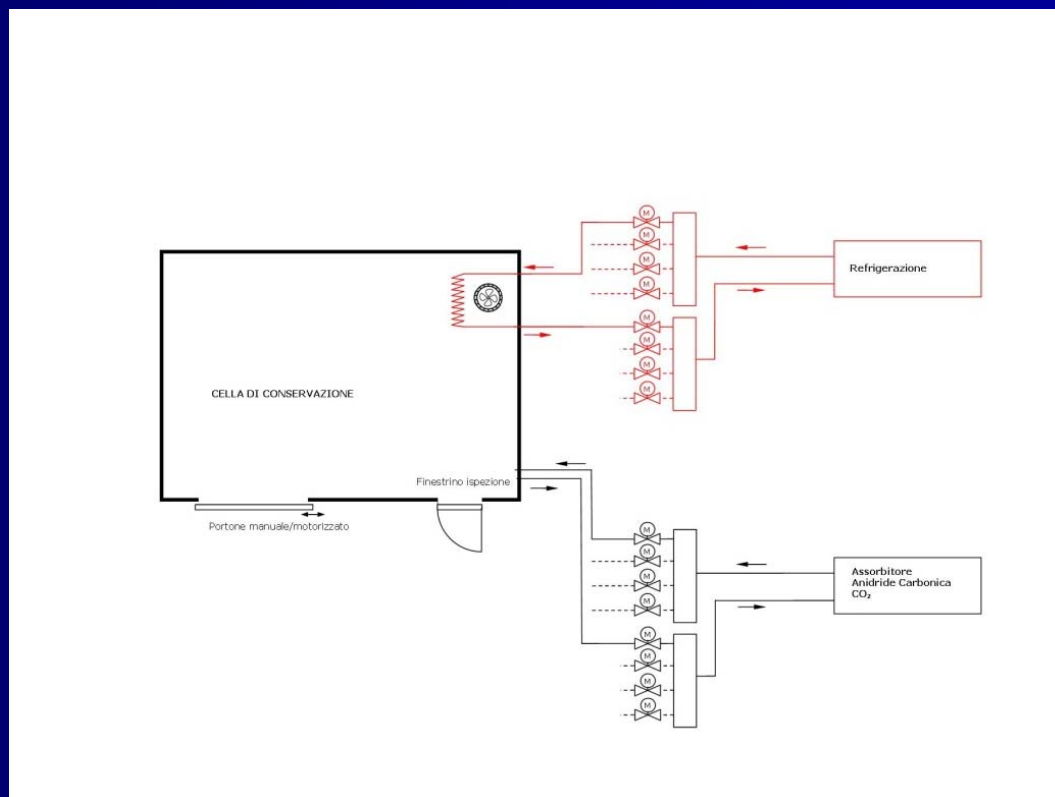 M
M
M
M
Refrigerazione
M
M
M
M
CELLA DI CONSERVAZIONE
Finestrino ispezione
Portone manuale/motorizzato
M
M
M
M
Assorbitore
Anidride Carbonica
CO₂
M
M
M
M